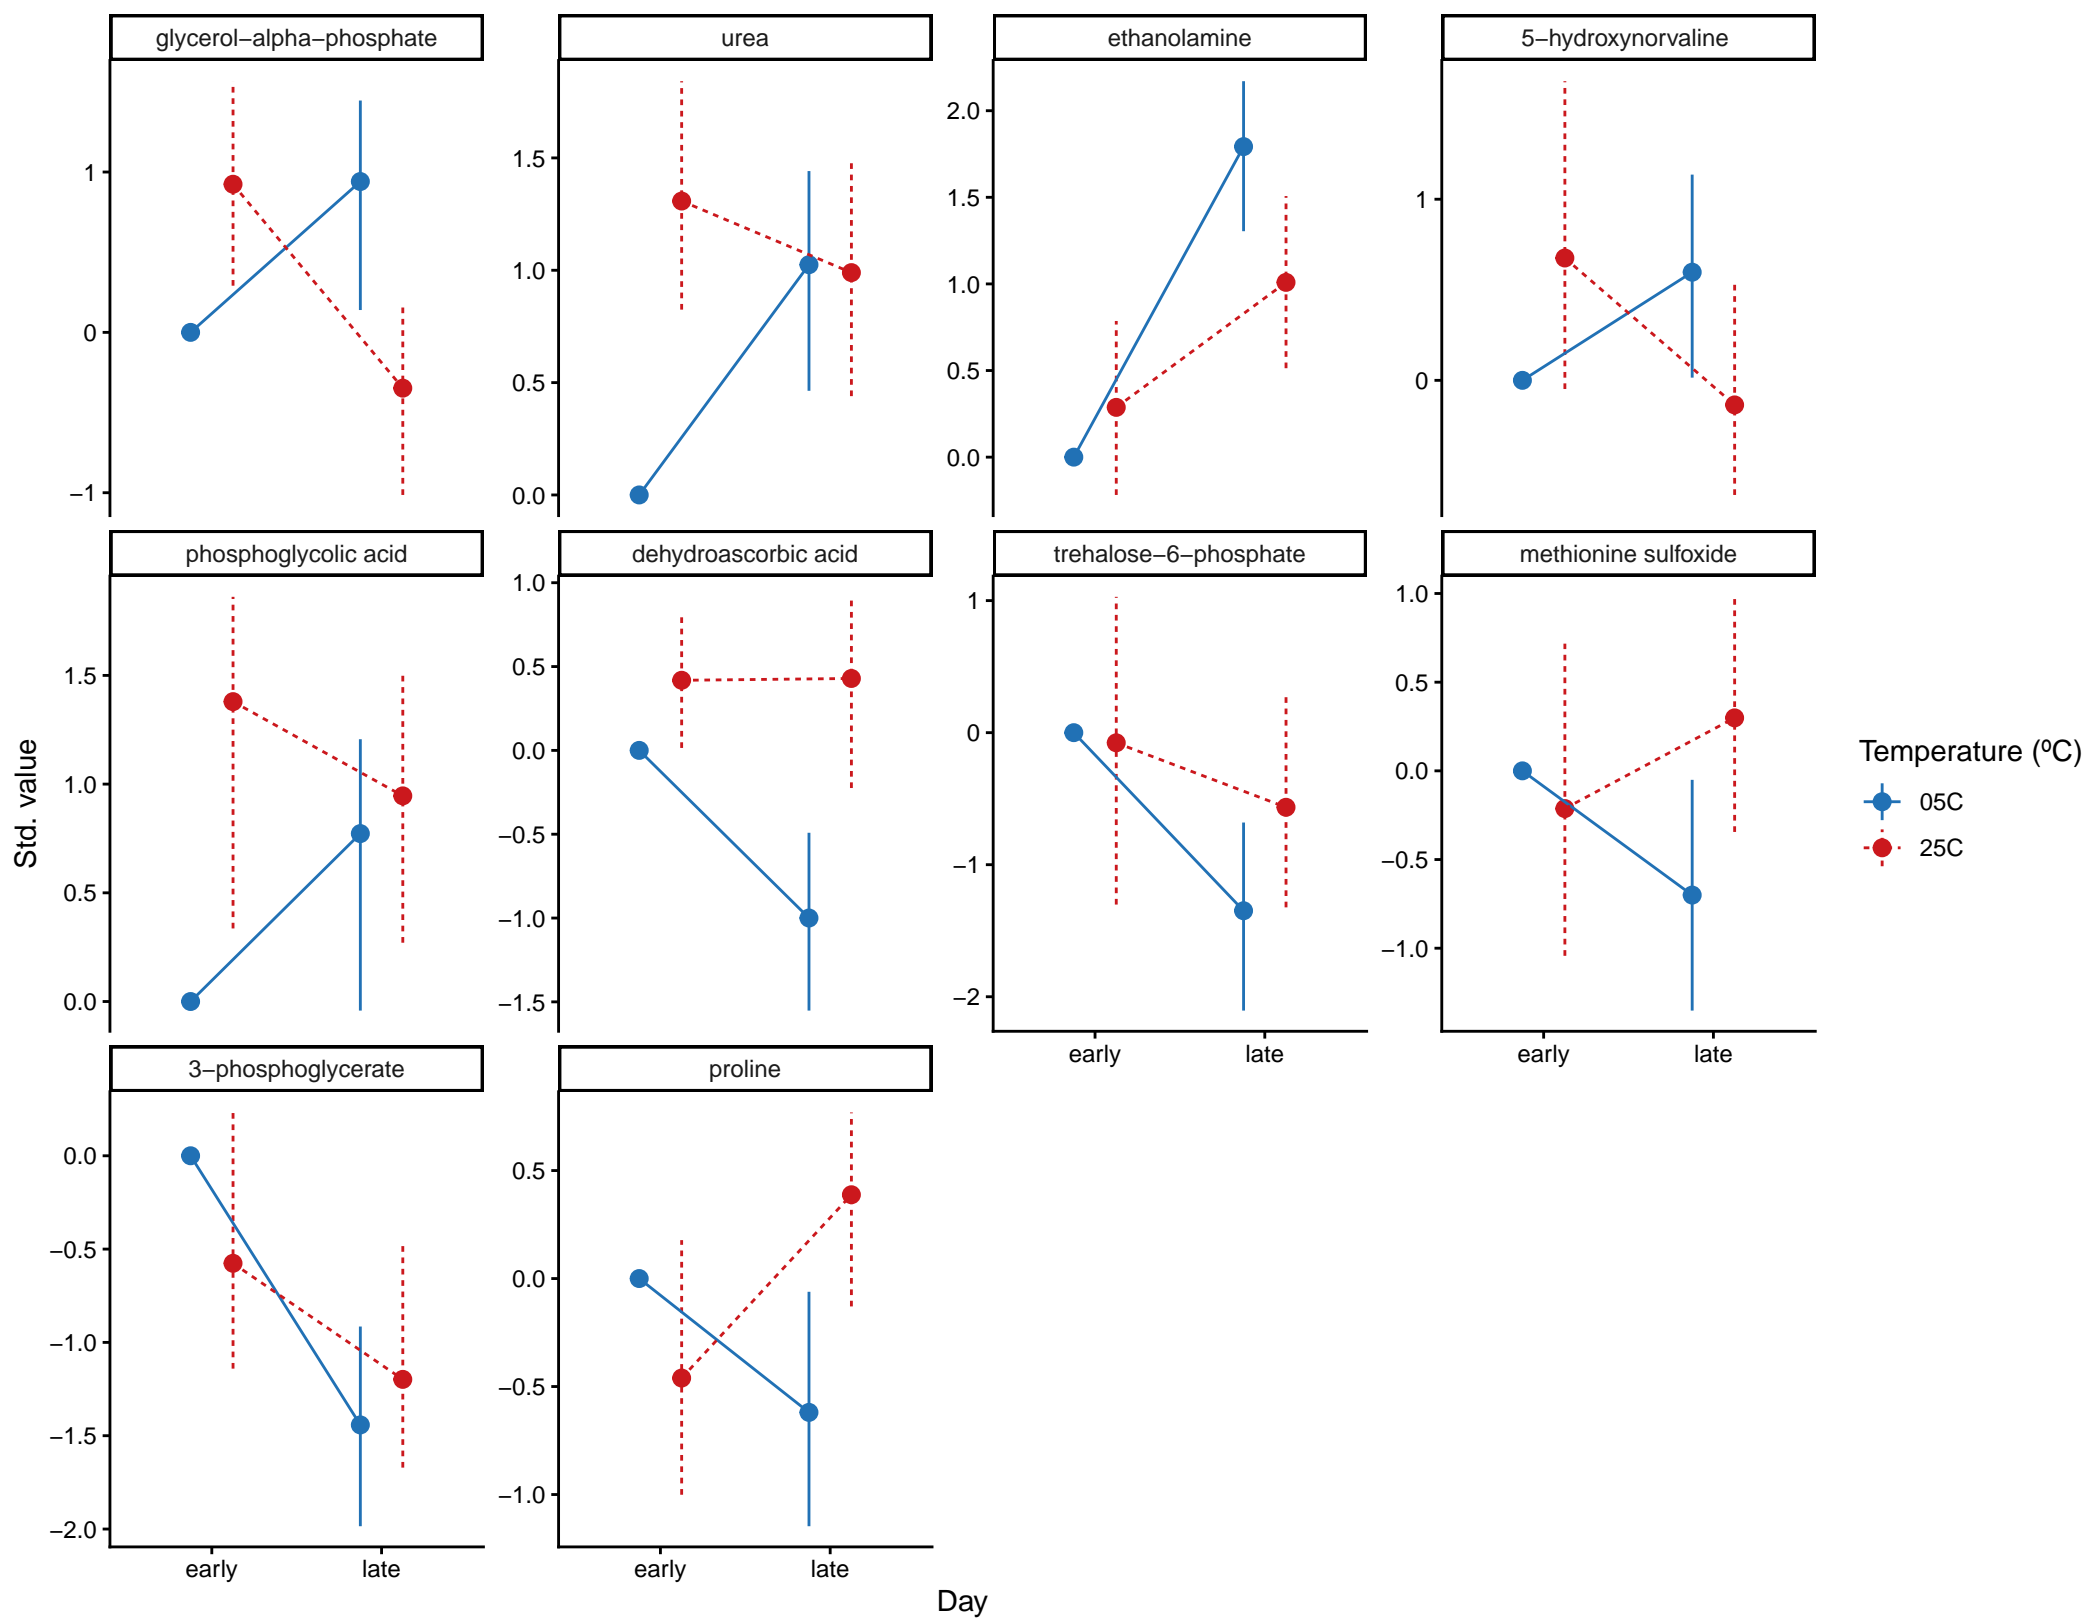 glycerol−alpha−phosphate
urea
ethanolamine
5−hydroxynorvaline
1
0
−1
1.5
1.0
0.5
0.0
2.0
1.5
1.0
0.5
0.0
1
0
phosphoglycolic acid
dehydroascorbic acid
trehalose−6−phosphate
methionine sulfoxide
1.5
1.0
0.5
0.0
1.0
0.5
0.0
−0.5
−1.0
−1.5
1
0
−1
−2
early
late
1.0
0.5
0.0
−0.5
−1.0
early
late
3−phosphoglycerate
proline
0.0
−0.5
−1.0
−1.5
−2.0
early
late
0.5
0.0
−0.5
−1.0
early
late
Std. value
Day
Temperature (ºC)
05C
25C